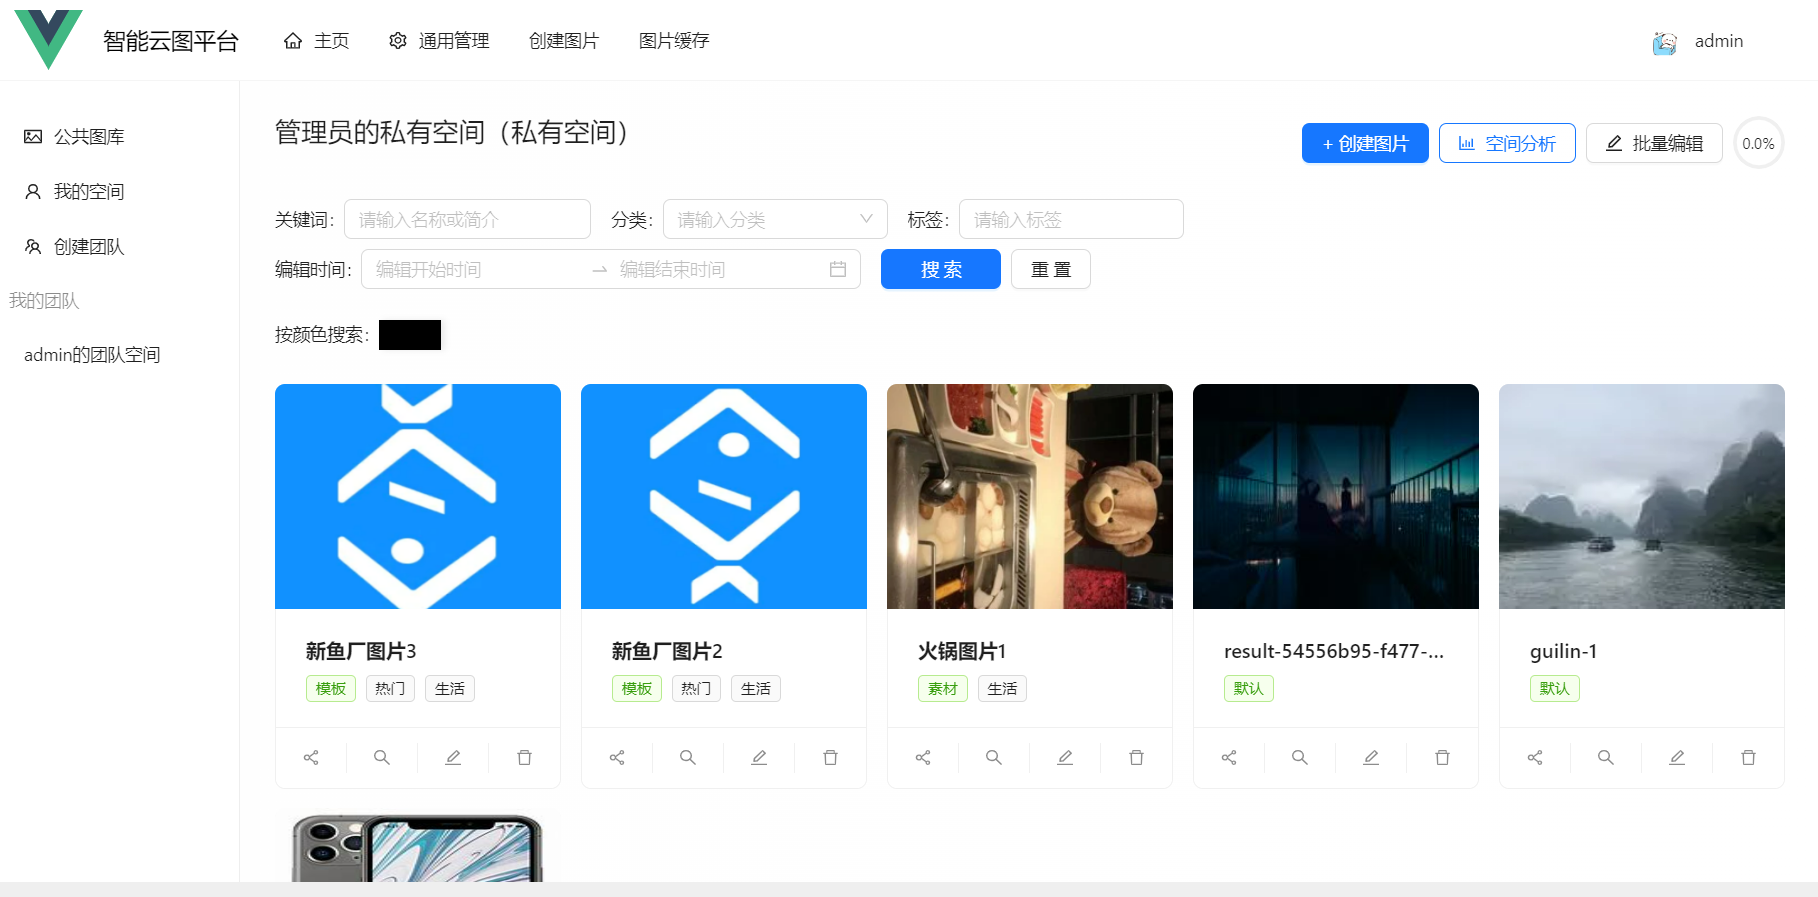 智能云图平台 主页 通用管理 创建图片 图片缓存 admin
公共图库
我的空间
创建团队
我的团队
admin的团队空间
管理员的私有空间（私有空间）
+ 创建图片 空间分析 批量编辑 0.0%
关键词: 请输入名称或简介 分类: 请输入分类 标签: 请输入标签
编辑时间: 编辑开始时间 编辑结束时间 搜 索 重 置
按颜色搜索:
新鱼厂图片3
模板 热门 生活
新鱼厂图片2
模板 热门 生活
火锅图片1
素材 生活
result-54556b95-f477-...
默认
guilin-1
默认